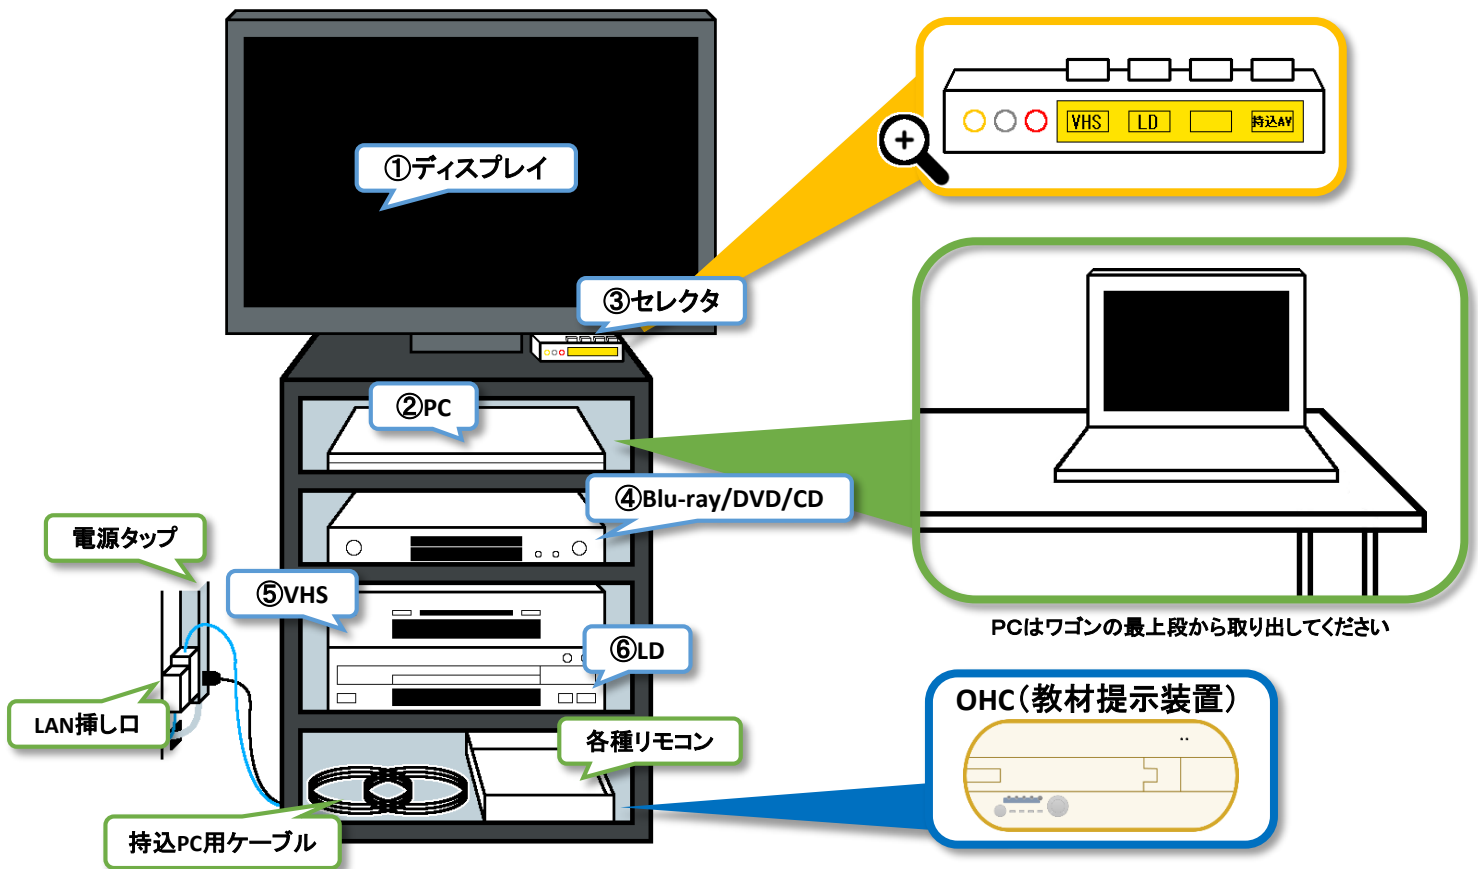 ①ディスプレイ
VHS LD 持込AV
③セレクタ
②PC
④Blu-ray/DVD/CD
電源タップ
⑤VHS
PCはワゴンの最上段から取り出してください
⑥LD
OHC(教材提示装置)
LAN挿し口
各種リモコン
持込PC用ケーブル